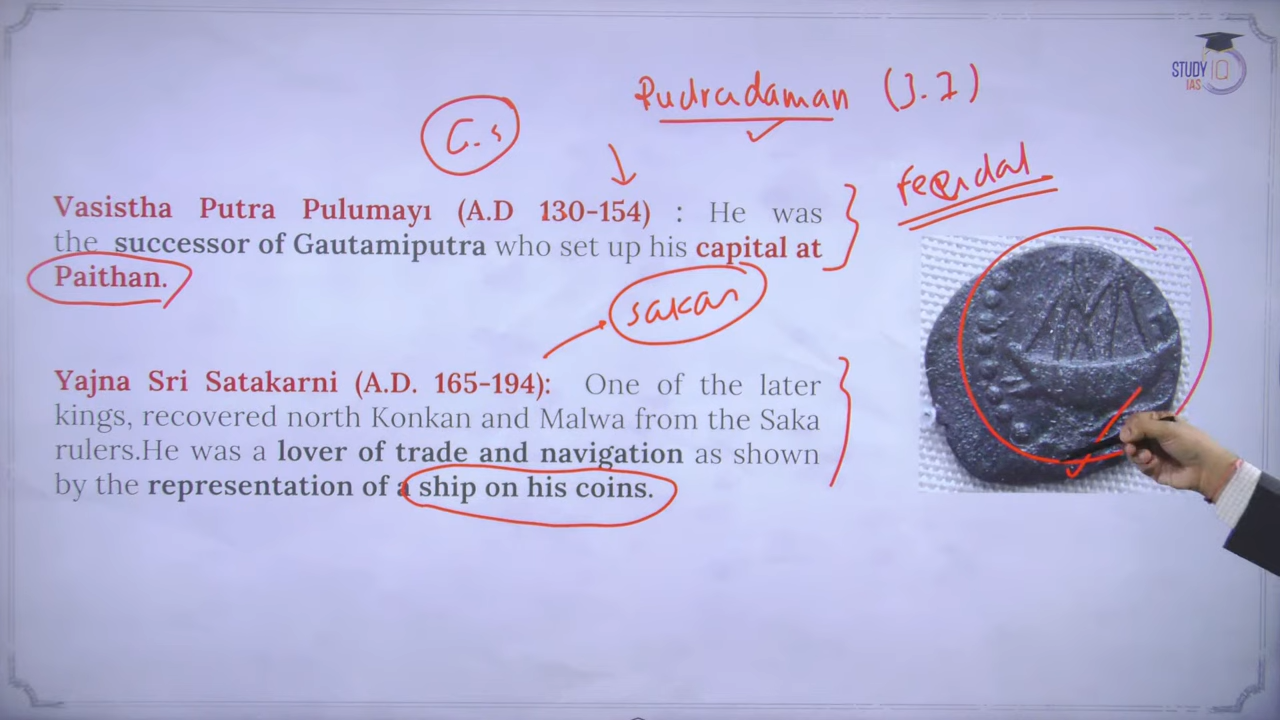 STUDY IQ
IAS
Rudradaman (J.I)
G.S
Feudal
Vasistha Putra Pulumayı (A.D 130-154) : He was
the successor of Gautamiputra who set up his capital at
Paithan.
sakas
Yajna Sri Satakarni (A.D. 165-194): One of the later
kings, recovered north Konkan and Malwa from the Saka
rulers.He was a lover of trade and navigation as shown
by the representation of a ship on his coins.